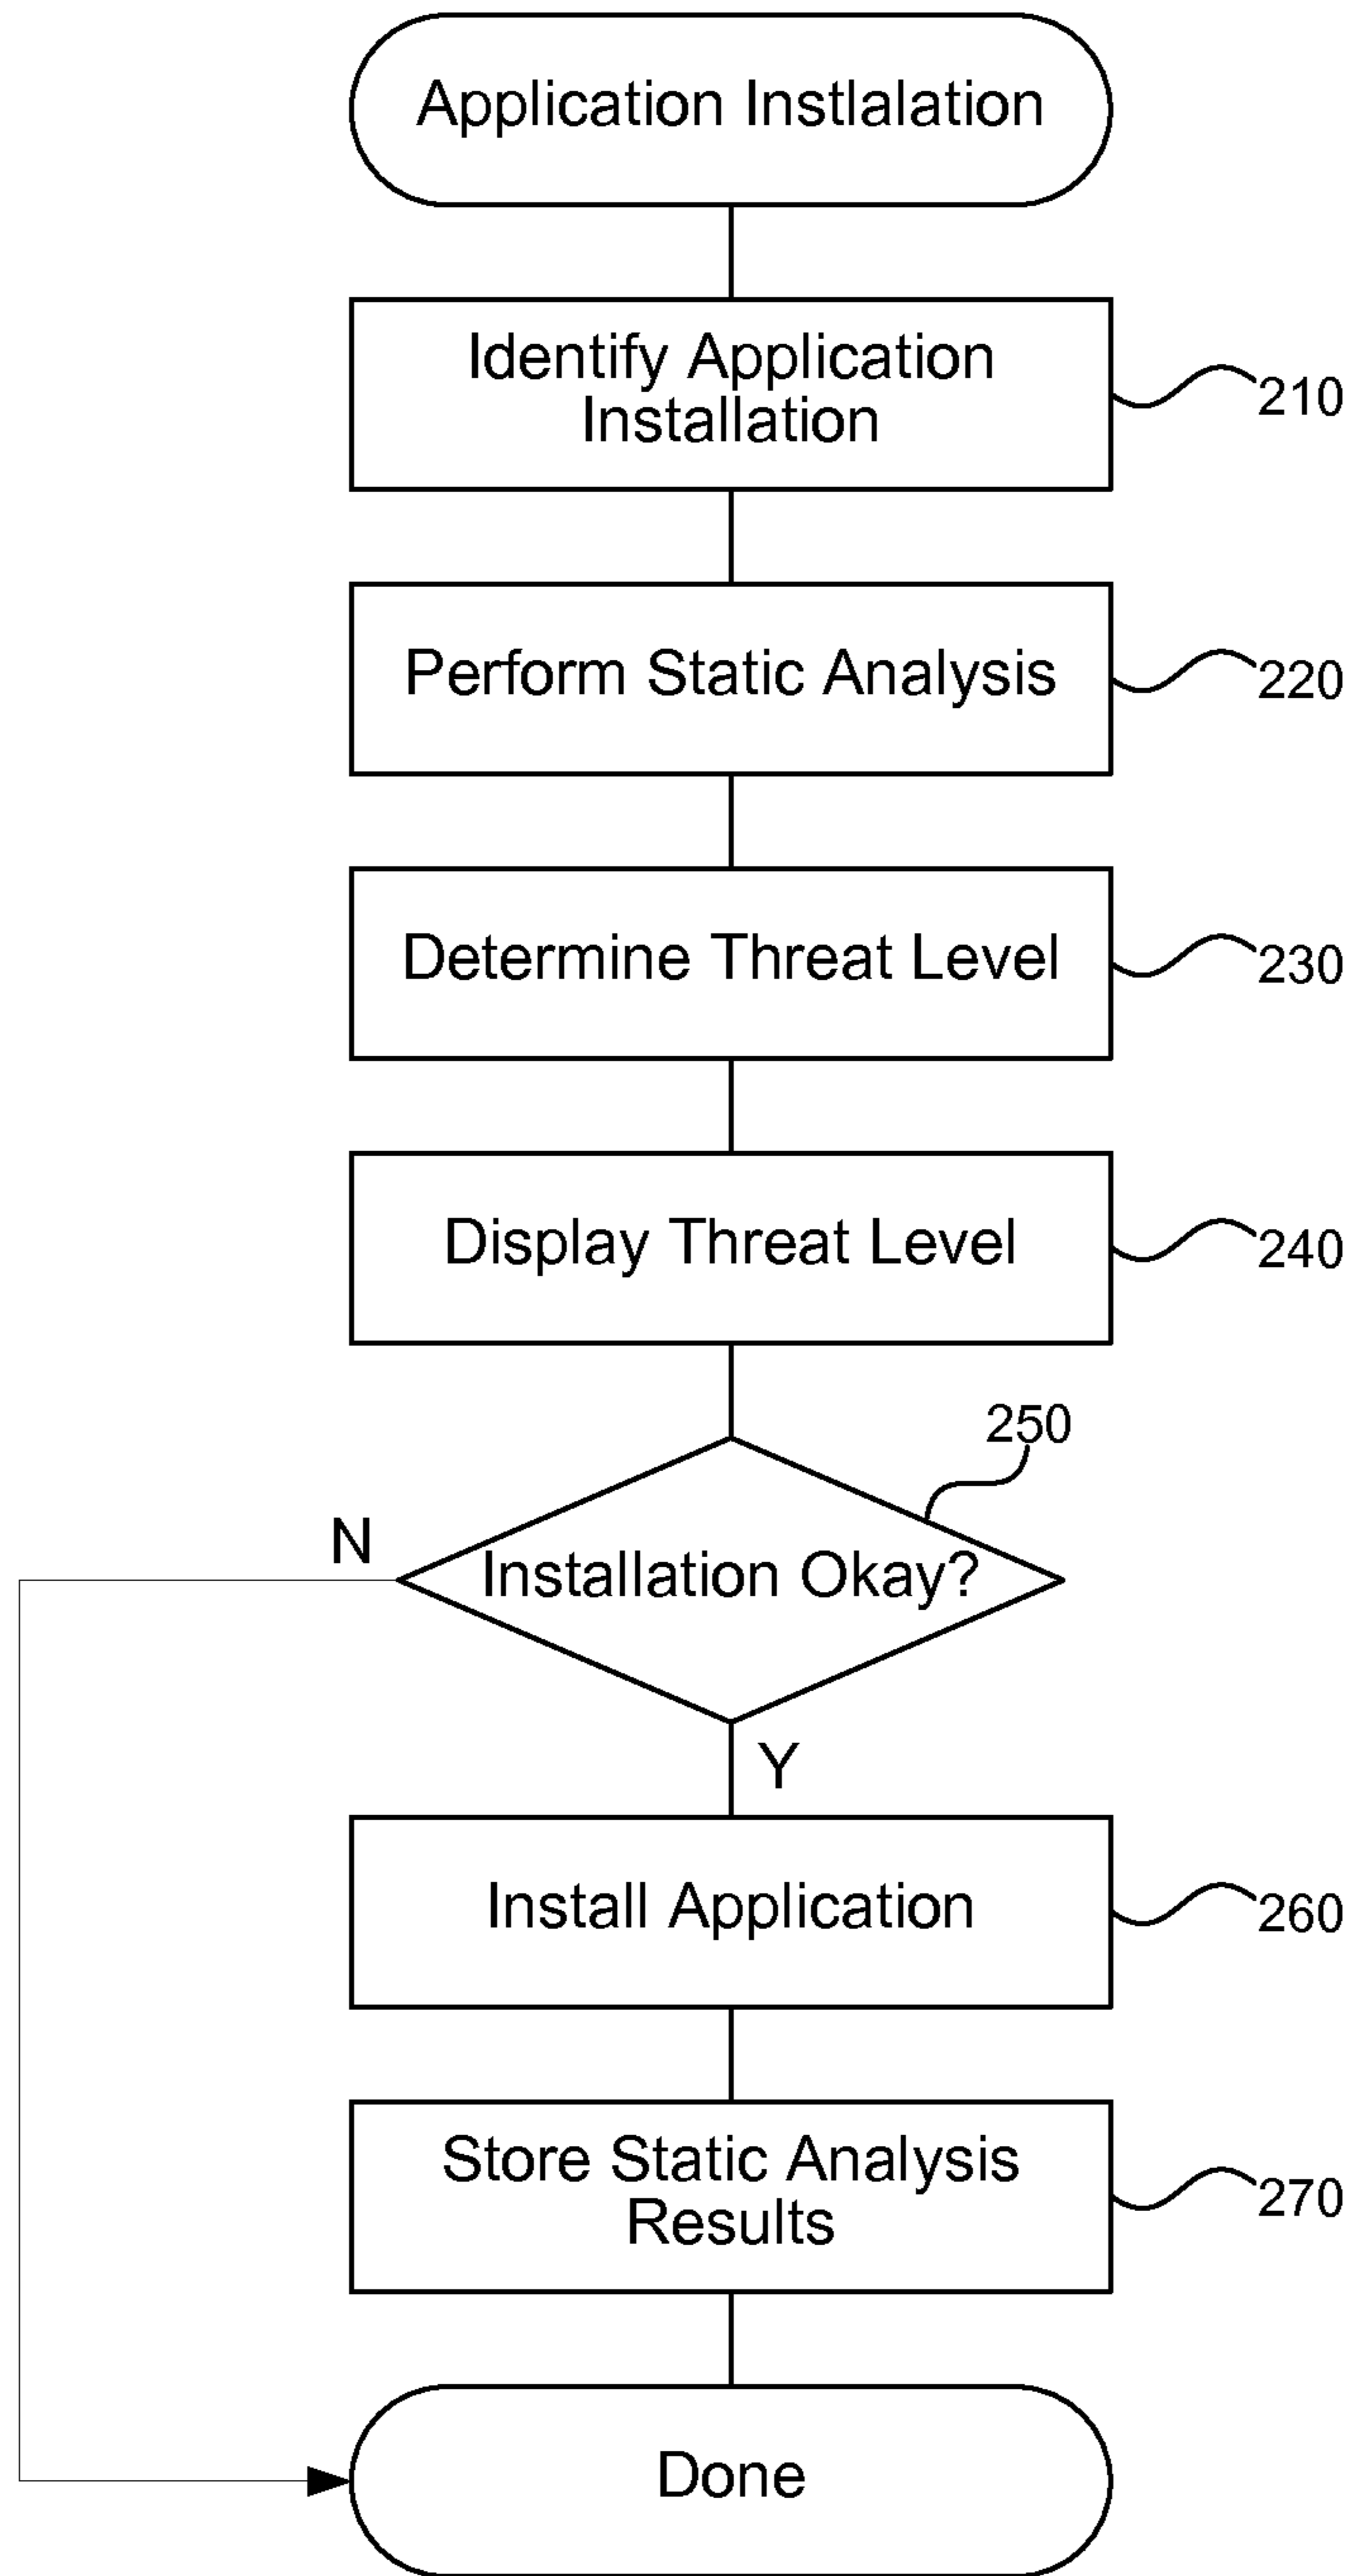 Application Instlalation
Identify Application
Installation
210
Perform Static Analysis
220
Determine Threat Level
230
Display Threat Level
240
250
N
Installation Okay?
Y
Install Application
260
Store Static Analysis
Results
270
Done